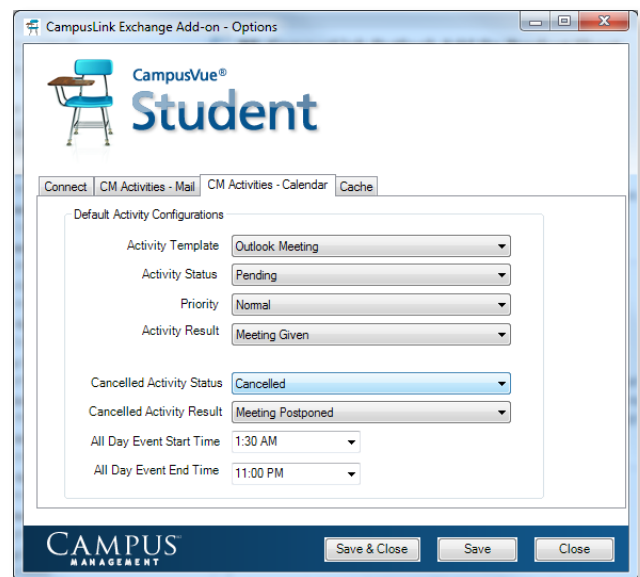 CampusLink Exchange Add-on - Options
CampusVue®
Student
Connect CM Activities - Mail CM Activities - Calendar Cache
Default Activity Configurations
Activity Template Outlook Meeting
Activity Status Pending
Priority Normal
Activity Result Meeting Given
Cancelled Activity Status Cancelled
Cancelled Activity Result Meeting Postponed
All Day Event Start Time 1:30 AM
All Day Event End Time 11:00 PM
CAMPUS
MANAGEMENT
Save & Close Save Close